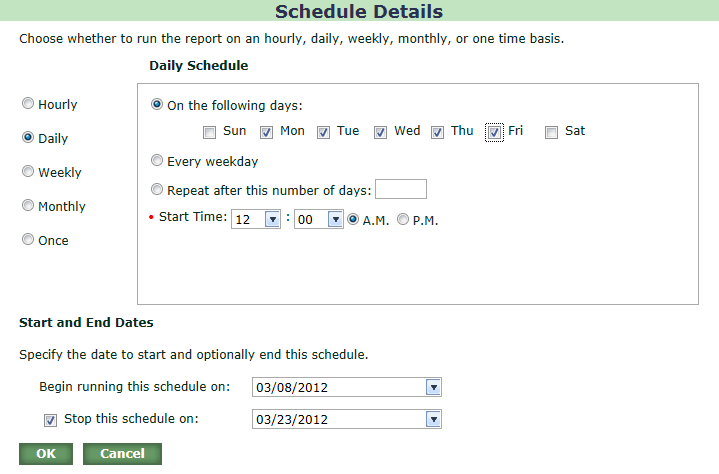 Schedule Details
Choose whether to run the report on an hourly, daily, weekly, monthly, or one time basis.
Daily Schedule
Hourly
Daily
Weekly
Monthly
Once
On the following days:
Sun Mon Tue Wed Thu Fri Sat
Every weekday
Repeat after this number of days:
• Start Time: 12 : 00 A.M. P.M.
Start and End Dates
Specify the date to start and optionally end this schedule.
Begin running this schedule on: 03/08/2012
Stop this schedule on: 03/23/2012
OK Cancel